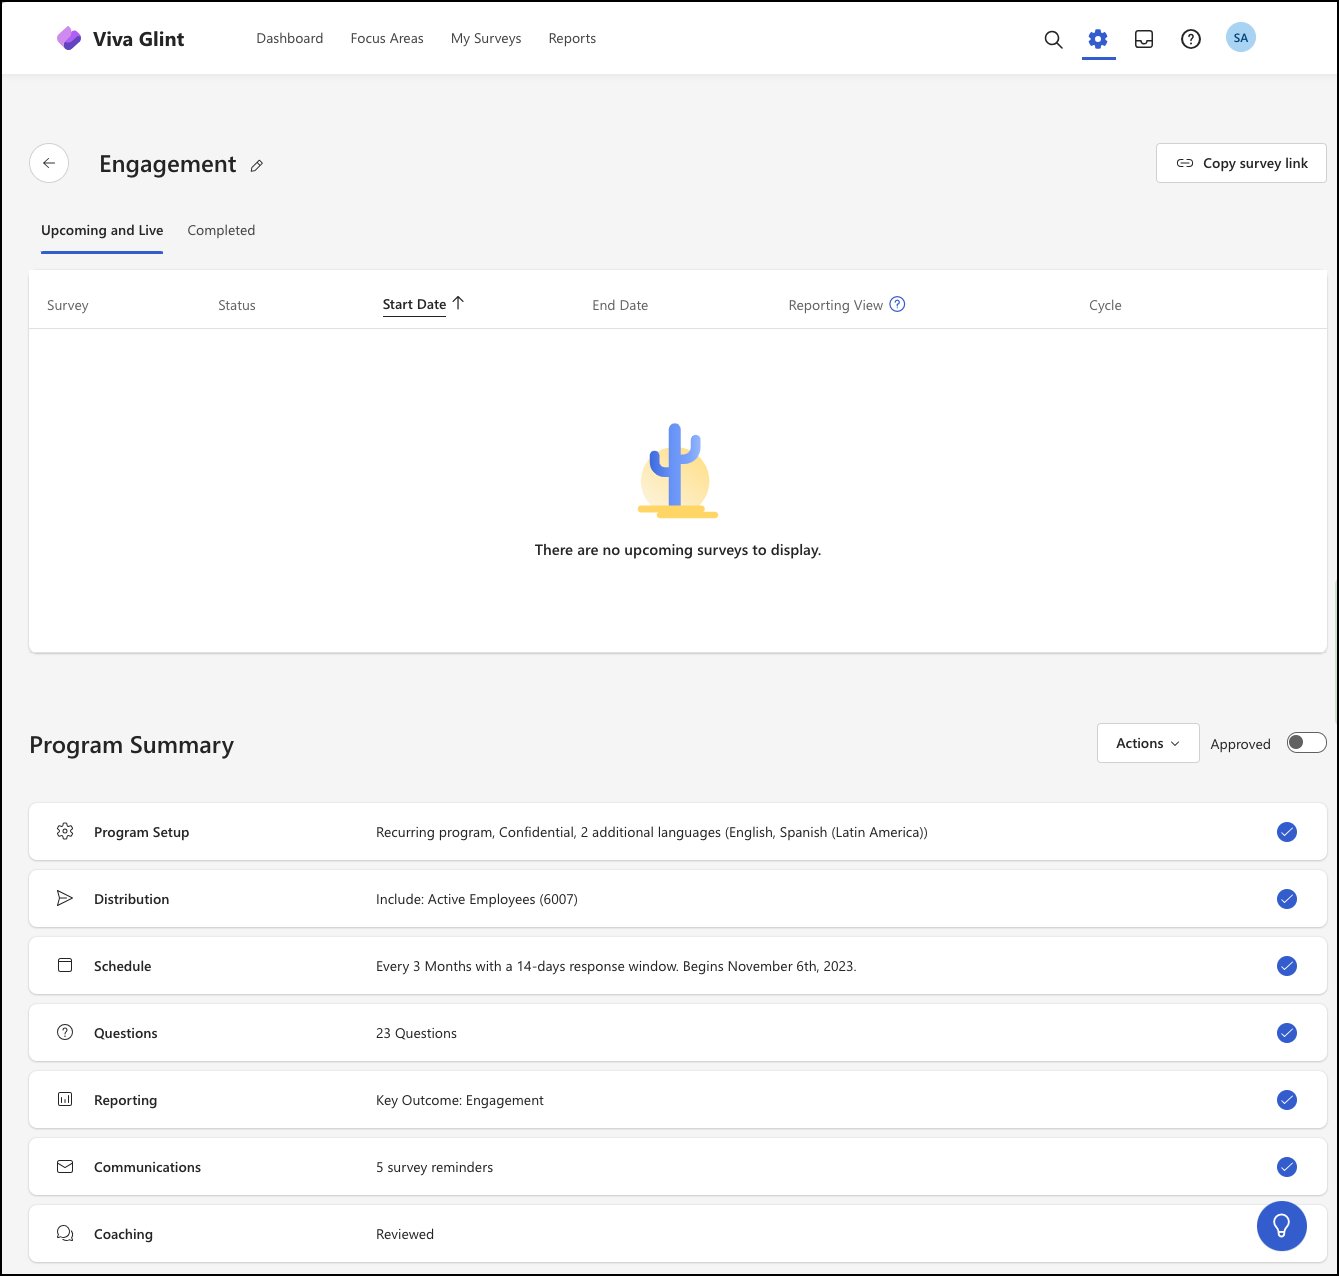 Viva Glint
Dashboard Focus Areas My Surveys Reports
SA
Engagement
Copy survey link
Upcoming and Live Completed
Survey Status Start Date End Date Reporting View Cycle
There are no upcoming surveys to display.
Program Summary
Actions
Approved
Program Setup Recurring program, Confidential, 2 additional languages (English, Spanish (Latin America))
Distribution Include: Active Employees (6007)
Schedule Every 3 Months with a 14-days response window. Begins November 6th, 2023.
Questions 23 Questions
Reporting Key Outcome: Engagement
Communications 5 survey reminders
Coaching Reviewed